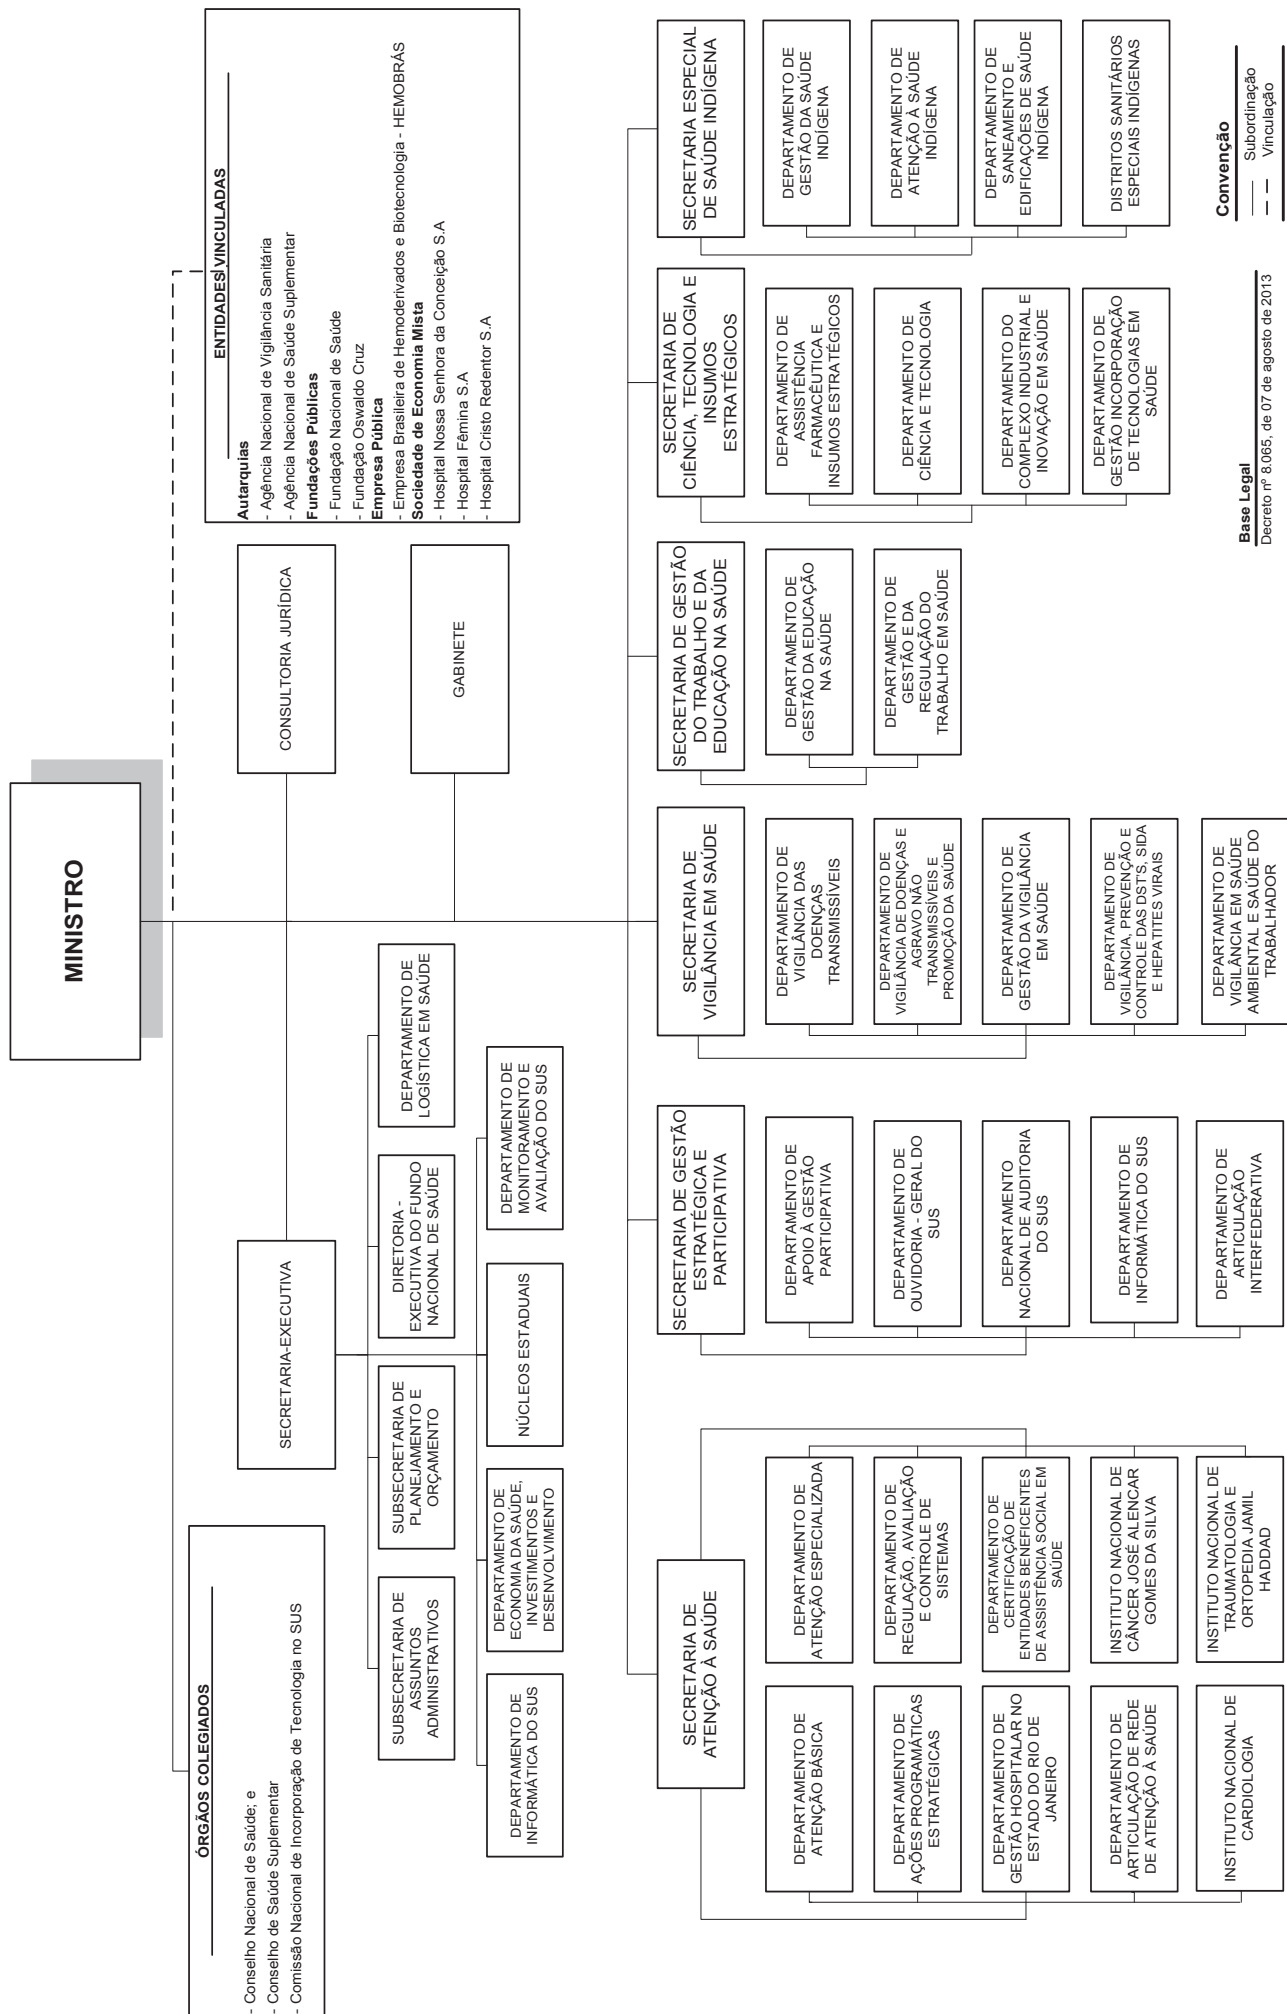 MINISTRO
ÓRGÃOS COLEGIADOS
- Conselho Nacional de Saúde; e
- Conselho de Saúde Suplementar
- Comissão Nacional de Incorporação de Tecnologia no SUS
ENTIDADES VINCULADAS
Autarquias
- Agência Nacional de Vigilância Sanitária
- Agência Nacional de Saúde Suplementar
Fundações Públicas
- Fundação Nacional de Saúde
- Fundação Oswaldo Cruz
Empresa Pública
- Empresa Brasileira de Hemoderivados e Biotecnologia - HEMOBRÁS
Sociedade de Economia Mista
- Hospital Nossa Senhora da Conceição S.A
- Hospital Fêmina S.A
- Hospital Cristo Redentor S.A
SECRETARIA-EXECUTIVA
CONSULTORIA JURÍDICA
GABINETE
SUBSECRETARIA DE
ASSUNTOS
ADMINISTRATIVOS
SUBSECRETARIA DE
PLANEJAMENTO E
ORÇAMENTO
DIRETORIA -
EXECUTIVA DO FUNDO
NACIONAL DE SAÚDE
DEPARTAMENTO DE
LOGÍSTICA EM SAÚDE
DEPARTAMENTO DE
INFORMÁTICA DO SUS
DEPARTAMENTO DE
ECONOMIA DA SAÚDE,
INVESTIMENTOS E
DESENVOLVIMENTO
NÚCLEOS ESTADUAIS
DEPARTAMENTO DE
MONITORAMENTO E
AVALIAÇÃO DO SUS
SECRETARIA DE
ATENÇÃO À SAÚDE
DEPARTAMENTO DE
ATENÇÃO BÁSICA
DEPARTAMENTO DE
AÇÕES PROGRAMÁTICAS
ESTRATÉGICAS
DEPARTAMENTO DE
GESTÃO HOSPITALAR NO
ESTADO DO RIO DE
JANEIRO
DEPARTAMENTO DE
ARTICULAÇÃO DE REDE
DE ATENÇÃO À SAÚDE
INSTITUTO NACIONAL DE
CARDIOLOGIA
DEPARTAMENTO DE
ATENÇÃO ESPECIALIZADA
DEPARTAMENTO DE
REGULAÇÃO, AVALIAÇÃO
E CONTROLE DE
SISTEMAS
DEPARTAMENTO DE
CERTIFICAÇÃO DE
ENTIDADES BENEFICENTES
DE ASSISTÊNCIA SOCIAL EM
SAÚDE
INSTITUTO NACIONAL DE
CÂNCER JOSÉ ALENCAR
GOMES DA SILVA
INSTITUTO NACIONAL DE
TRAUMATOLOGIA E
ORTOPEDIA JAMIL
HADDAD
SECRETARIA DE GESTÃO
ESTRATÉGICA E
PARTICIPATIVA
DEPARTAMENTO DE
APOIO À GESTÃO
PARTICIPATIVA
DEPARTAMENTO DE
OUVIDORIA - GERAL DO
SUS
DEPARTAMENTO
NACIONAL DE AUDITORIA
DO SUS
DEPARTAMENTO DE
INFORMÁTICA DO SUS
DEPARTAMENTO DE
ARTICULAÇÃO
INTERFEDERATIVA
SECRETARIA DE
VIGILÂNCIA EM SAÚDE
DEPARTAMENTO DE
VIGILÂNCIA DAS
DOENÇAS
TRANSMISSÍVEIS
DEPARTAMENTO DE
VIGILÂNCIA DE DOENÇAS E
AGRAVO NÃO
TRANSMISSÍVEIS E
PROMOÇÃO DA SAÚDE
DEPARTAMENTO DE
GESTÃO DA VIGILÂNCIA
EM SAÚDE
DEPARTAMENTO DE
VIGILÂNCIA, PREVENÇÃO E
CONTROLE DAS DST'S, SIDA
E HEPATITES VIRAIS
DEPARTAMENTO DE
VIGILÂNCIA EM SAÚDE
AMBIENTAL E SAÚDE DO
TRABALHADOR
SECRETARIA DE GESTÃO
DO TRABALHO E DA
EDUCAÇÃO NA SAÚDE
DEPARTAMENTO DE
GESTÃO DA EDUCAÇÃO
NA SAÚDE
DEPARTAMENTO DE
GESTÃO E DA
REGULAÇÃO DO
TRABALHO EM SAÚDE
SECRETARIA DE
CIÊNCIA, TECNOLOGIA E
INSUMOS
ESTRATÉGICOS
DEPARTAMENTO DE
ASSISTÊNCIA
FARMACÊUTICA E
INSUMOS ESTRATÉGICOS
DEPARTAMENTO DE
CIÊNCIA E TECNOLOGIA
DEPARTAMENTO DO
COMPLEXO INDUSTRIAL E
INOVAÇÃO EM SAÚDE
DEPARTAMENTO DE
GESTÃO INCORPORAÇÃO
DE TECNOLOGIAS EM
SAÚDE
SECRETARIA ESPECIAL
DE SAÚDE INDÍGENA
DEPARTAMENTO DE
GESTÃO DA SAÚDE
INDÍGENA
DEPARTAMENTO DE
ATENÇÃO À SAÚDE
INDÍGENA
DEPARTAMENTO DE
SANEAMENTO E
EDIFICAÇÕES DE SAÚDE
INDÍGENA
DISTRITOS SANITÁRIOS
ESPECIAIS INDÍGENAS
Base Legal
Decreto nº 8.065, de 07 de agosto de 2013
Convenção
Subordinação
Vinculação